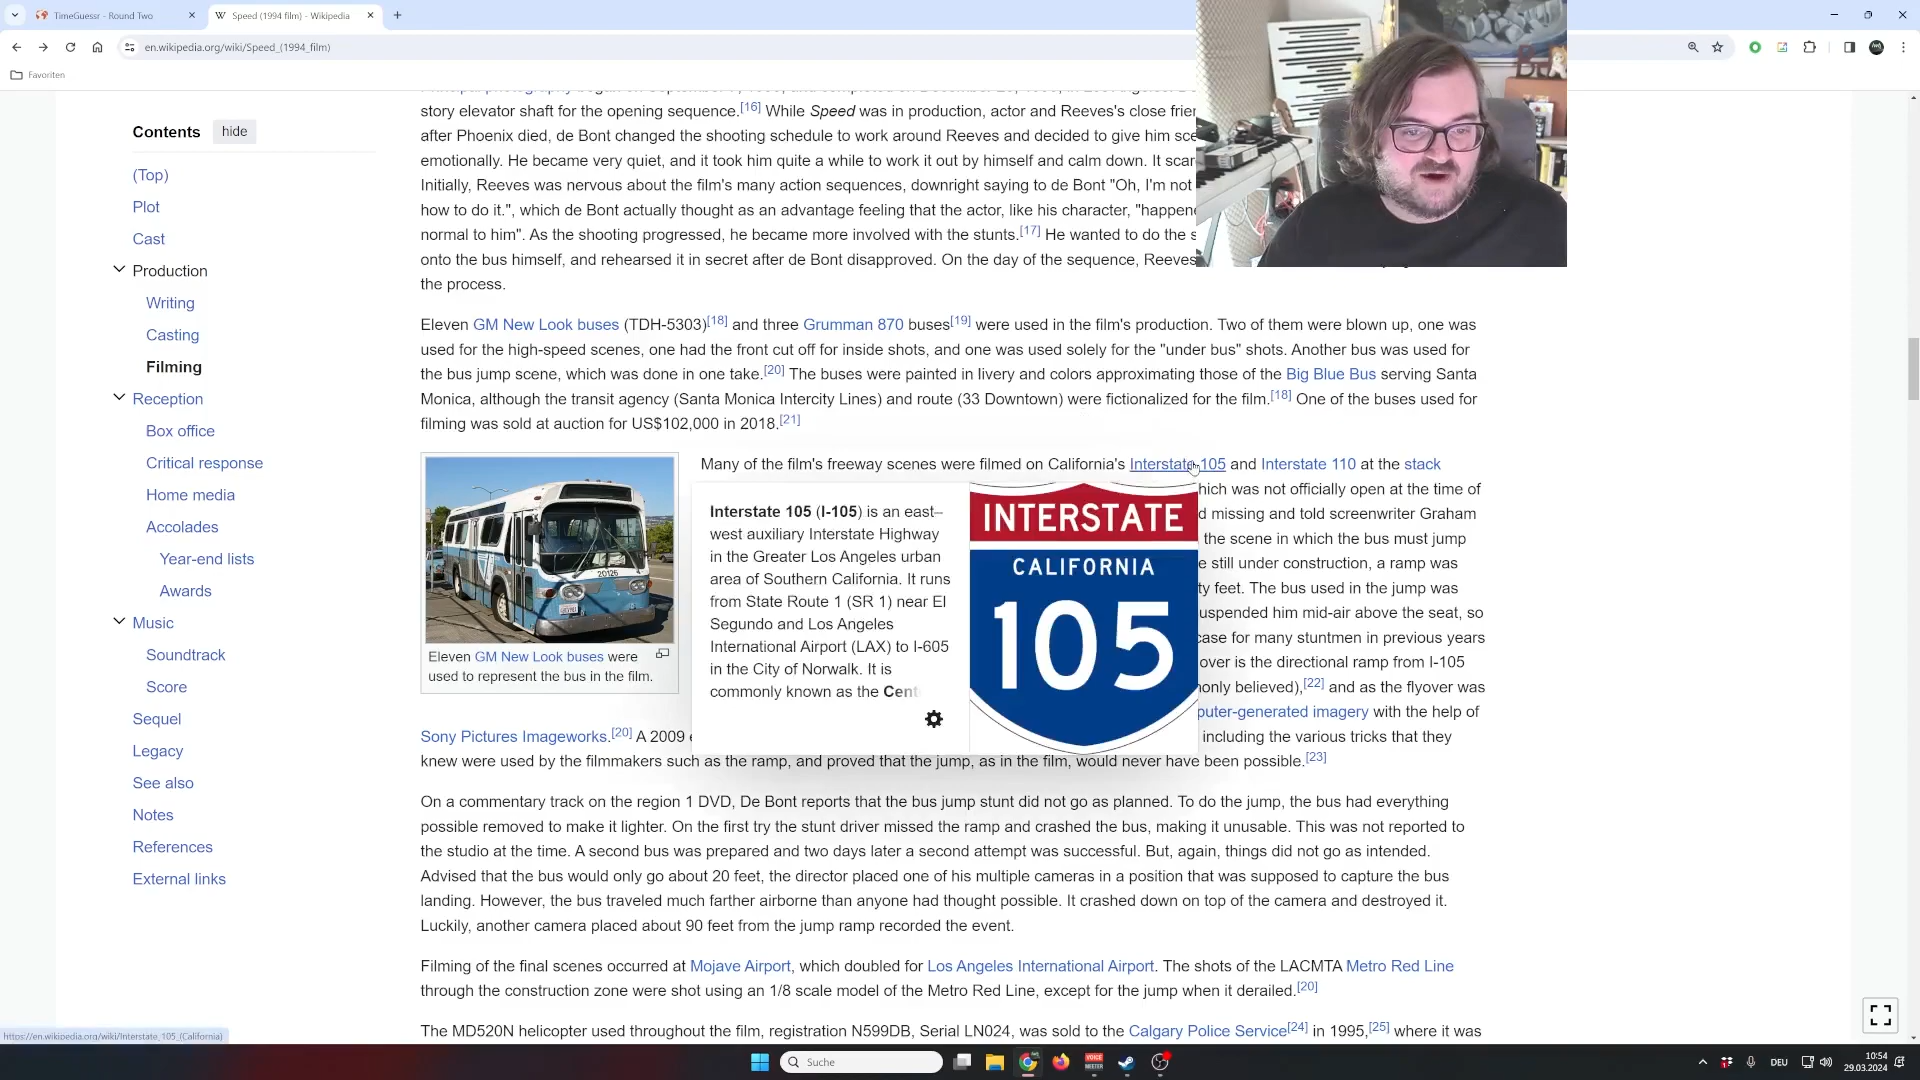 TimeGuessr - Round Two
Speed (1994 film) - Wikipedia
en.wikipedia.org/wiki/Speed_(1994_film)
Favoriten
Contents
hide
(Top)
Plot
Cast
Production
Writing
Casting
Filming
Reception
Box office
Critical response
Home media
Accolades
Year-end lists
Awards
Music
Soundtrack
Score
Sequel
Legacy
See also
Notes
References
External links
story elevator shaft for the opening sequence.[16] While Speed was in production, actor and Reeves's close frien
after Phoenix died, de Bont changed the shooting schedule to work around Reeves and decided to give him sce
emotionally. He became very quiet, and it took him quite a while to work it out by himself and calm down. It scar
Initially, Reeves was nervous about the film's many action sequences, downright saying to de Bont "Oh, I'm not
how to do it.", which de Bont actually thought as an advantage feeling that the actor, like his character, "happene
normal to him". As the shooting progressed, he became more involved with the stunts.[17] He wanted to do the s
onto the bus himself, and rehearsed it in secret after de Bont disapproved. On the day of the sequence, Reeves
the process.
Eleven GM New Look buses (TDH-5303)[18] and three Grumman 870 buses[19] were used in the film's production. Two of them were blown up, one was
used for the high-speed scenes, one had the front cut off for inside shots, and one was used solely for the "under bus" shots. Another bus was used for
the bus jump scene, which was done in one take.[20] The buses were painted in livery and colors approximating those of the Big Blue Bus serving Santa
Monica, although the transit agency (Santa Monica Intercity Lines) and route (33 Downtown) were fictionalized for the film.[18] One of the buses used for
filming was sold at auction for US$102,000 in 2018.[21]
20126
Eleven GM New Look buses were
used to represent the bus in the film.
Many of the film's freeway scenes were filmed on California's Interstate 105 and Interstate 110 at the stack
hich was not officially open at the time of
d missing and told screenwriter Graham
the scene in which the bus must jump
e still under construction, a ramp was
ty feet. The bus used in the jump was
uspended him mid-air above the seat, so
case for many stuntmen in previous years
over is the directional ramp from I-105
nonly believed),[22] and as the flyover was
puter-generated imagery with the help of
Interstate 105 (I-105) is an east–
west auxiliary Interstate Highway
in the Greater Los Angeles urban
area of Southern California. It runs
from State Route 1 (SR 1) near El
Segundo and Los Angeles
International Airport (LAX) to I-605
in the City of Norwalk. It is
commonly known as the Cent
INTERSTATE
CALIFORNIA
105
Sony Pictures Imageworks.[20] A 2009 e
including the various tricks that they
knew were used by the filmmakers such as the ramp, and proved that the jump, as in the film, would never have been possible.[23]
On a commentary track on the region 1 DVD, De Bont reports that the bus jump stunt did not go as planned. To do the jump, the bus had everything
possible removed to make it lighter. On the first try the stunt driver missed the ramp and crashed the bus, making it unusable. This was not reported to
the studio at the time. A second bus was prepared and two days later a second attempt was successful. But, again, things did not go as intended.
Advised that the bus would only go about 20 feet, the director placed one of his multiple cameras in a position that was supposed to capture the bus
landing. However, the bus traveled much farther airborne than anyone had thought possible. It crashed down on top of the camera and destroyed it.
Luckily, another camera placed about 90 feet from the jump ramp recorded the event.
Filming of the final scenes occurred at Mojave Airport, which doubled for Los Angeles International Airport. The shots of the LACMTA Metro Red Line
through the construction zone were shot using an 1/8 scale model of the Metro Red Line, except for the jump when it derailed.[20]
The MD520N helicopter used throughout the film, registration N599DB, Serial LN024, was sold to the Calgary Police Service[24] in 1995,[25] where it was
https://en.wikipedia.org/wiki/Interstate_105_(California)
Suche
DEU
10:54
29.03.2024